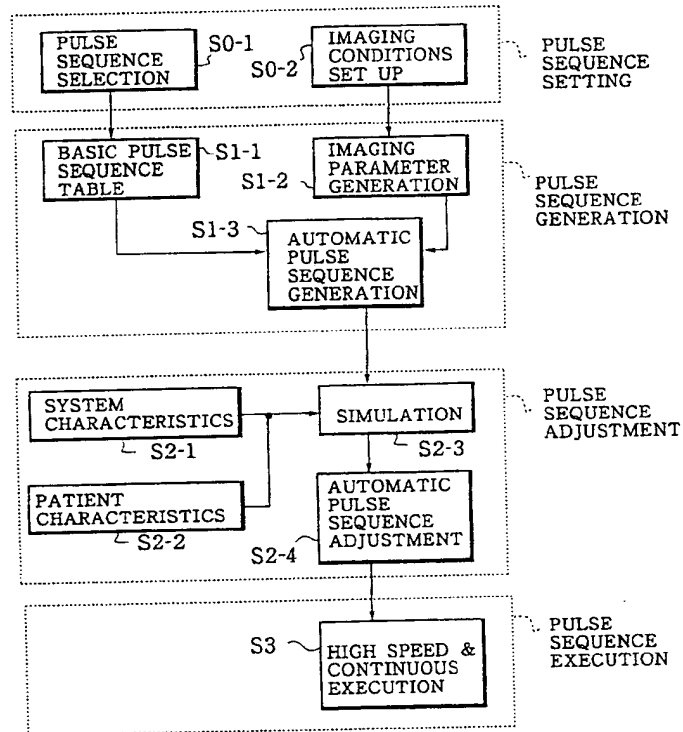 PULSE
SEQUENCE
SELECTION
S0-1
S0-2
IMAGING
CONDITIONS
SET UP
PULSE
SEQUENCE
SETTING
BASIC PULSE
SEQUENCE
TABLE
S1-1
S1-2
IMAGING
PARAMETER
GENERATION
PULSE
SEQUENCE
GENERATION
S1-3
AUTOMATIC
PULSE
SEQUENCE
GENERATION
SYSTEM
CHARACTERISTICS
S2-1
SIMULATION
S2-3
PULSE
SEQUENCE
ADJUSTMENT
PATIENT
CHARACTERISTICS
S2-2
AUTOMATIC
PULSE
SEQUENCE
ADJUSTMENT
S2-4
S3
HIGH SPEED &
CONTINUOUS
EXECUTION
PULSE
SEQUENCE
EXECUTION